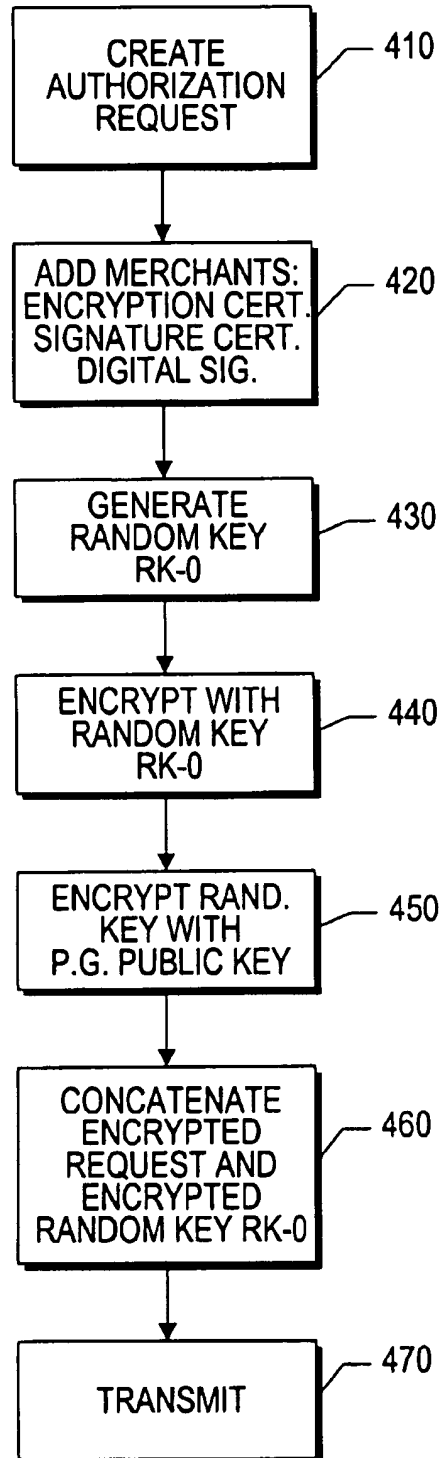 CREATE
AUTHORIZATION
REQUEST
410
ADD MERCHANTS:
ENCRYPTION CERT.
SIGNATURE CERT.
DIGITAL SIG.
420
GENERATE
RANDOM KEY
RK-0
430
ENCRYPT WITH
RANDOM KEY
RK-0
440
ENCRYPT RAND.
KEY WITH
P.G. PUBLIC KEY
450
CONCATENATE
ENCRYPTED
REQUEST AND
ENCRYPTED
RANDOM KEY RK-0
460
TRANSMIT
470